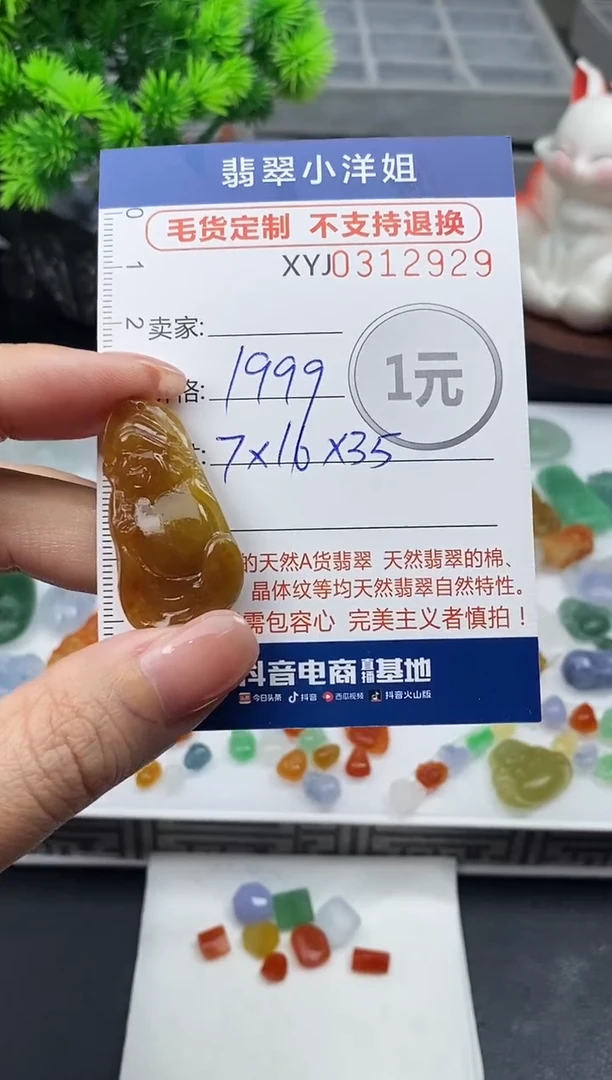 翡翠小洋姐
毛货定制 不支持退换
XYJ0312929
0
1
2
卖家:
格: 1999
1元
: 7x16x35
的天然A货翡翠 天然翡翠的棉、
晶体纹等均天然翡翠自然特性。
需包容心 完美主义者慎拍！
抖音电商直播基地
今日头条 抖音 西瓜视频 抖音火山版